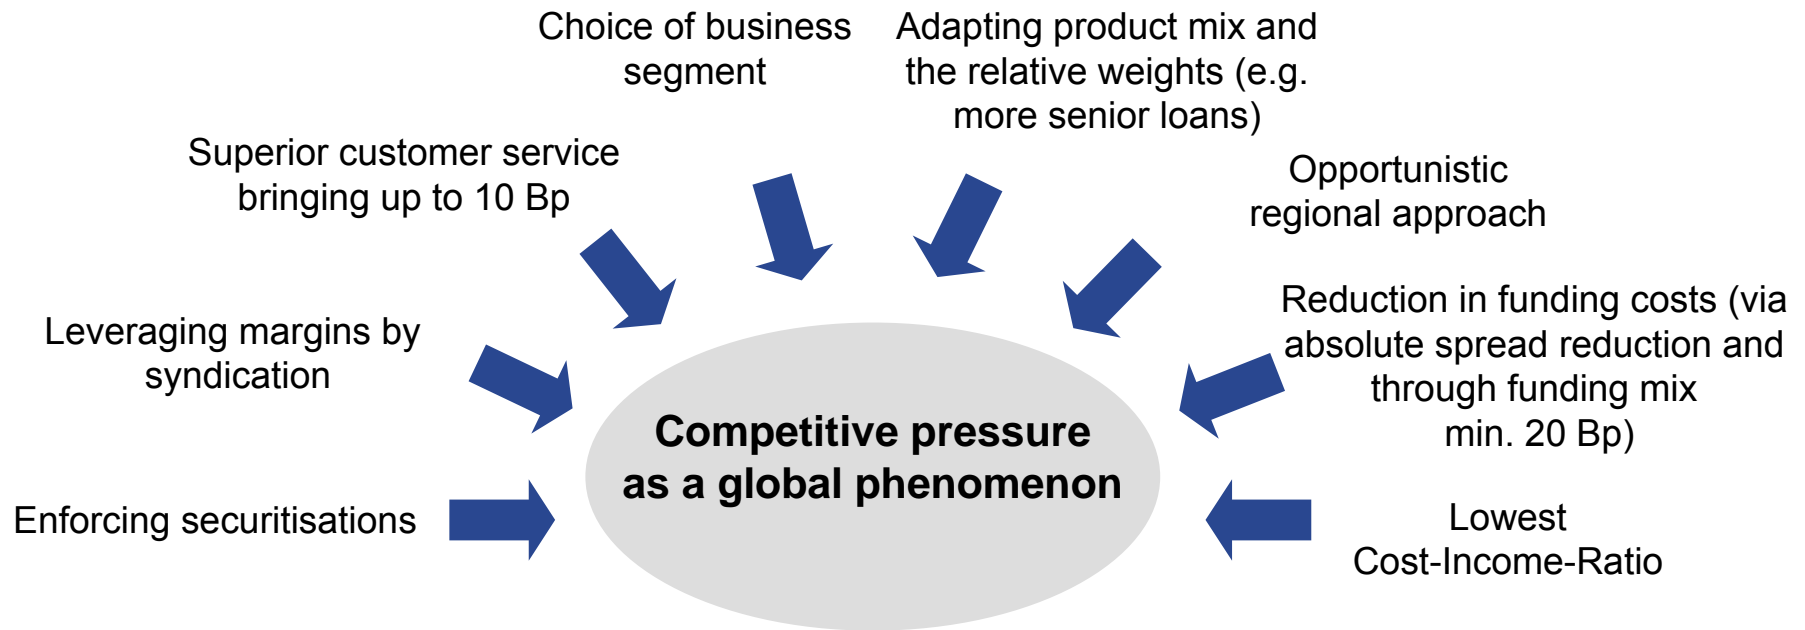 Choice of business
segment
Adapting product mix and
the relative weights (e.g.
more senior loans)
Superior customer service
bringing up to 10 Bp
Opportunistic
regional approach
Leveraging margins by
syndication
Reduction in funding costs (via
absolute spread reduction and
through funding mix
min. 20 Bp)
Competitive pressure
as a global phenomenon
Enforcing securitisations
Lowest
Cost-Income-Ratio